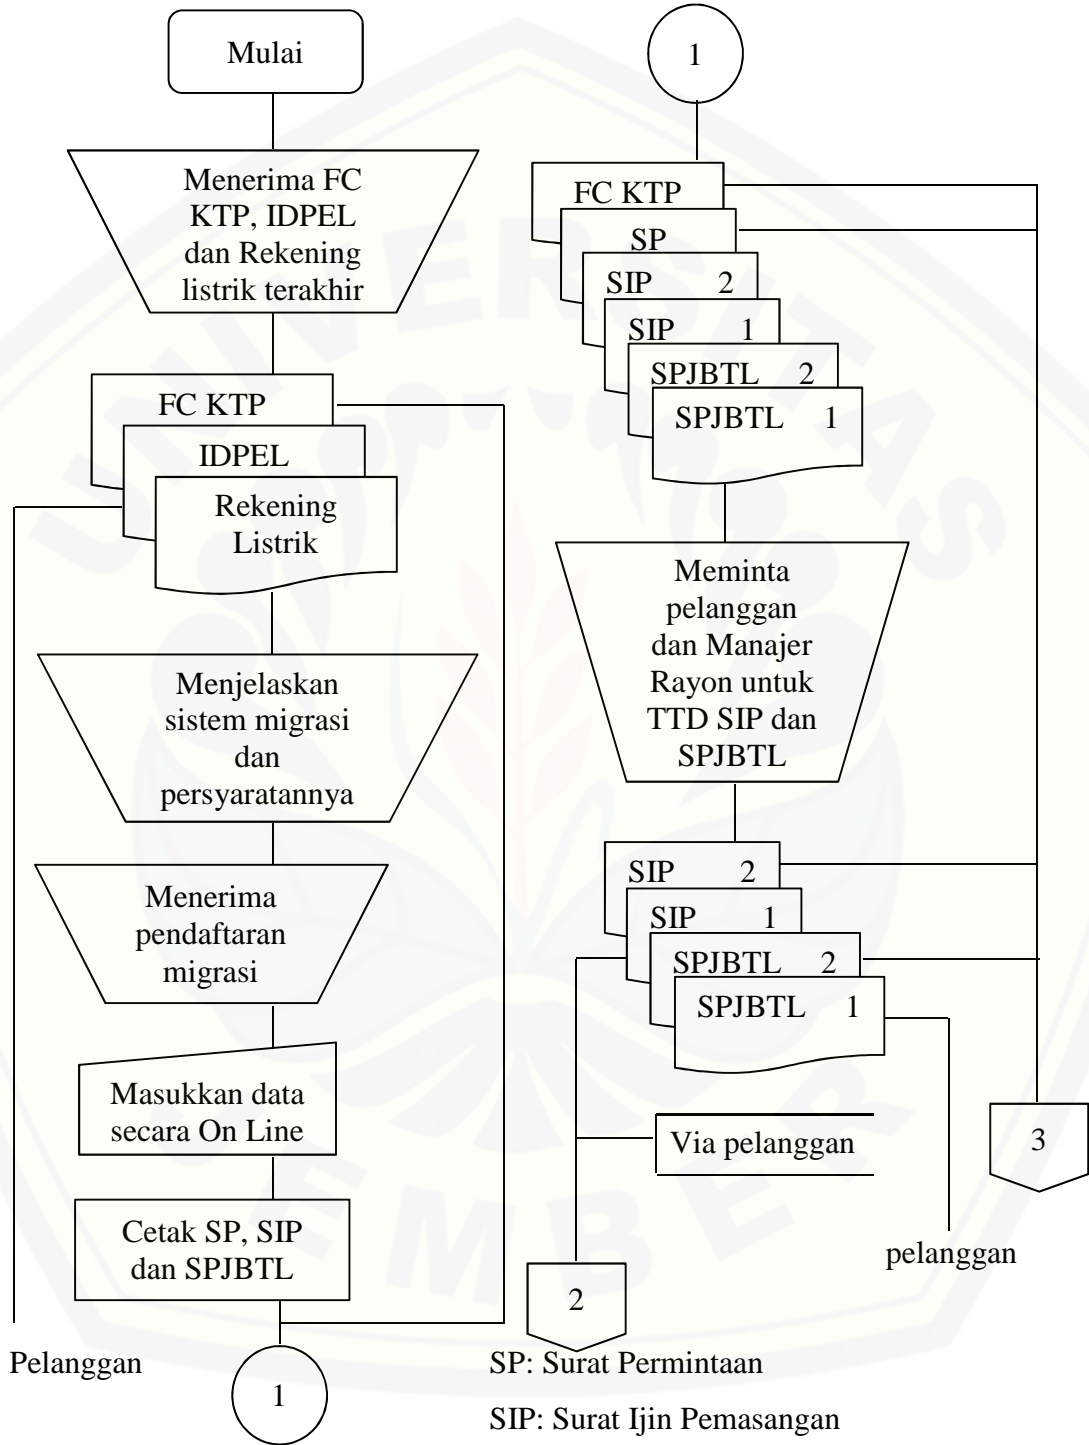 Mulai
Menerima FC
KTP, IDPEL
dan Rekening
listrik terakhir
FC KTP
IDPEL
Rekening
Listrik
Menjelaskan
sistem migrasi
dan
persyaratannya
Menerima
pendaftaran
migrasi
Masukkan data
secara On Line
Cetak SP, SIP
dan SPJBTL
Pelanggan
1
1
FC KTP
SP
SIP 2
SIP 1
SPJBTL 2
SPJBTL 1
Meminta
pelanggan
dan Manajer
Rayon untuk
TTD SIP dan
SPJBTL
SIP 2
SIP 1
SPJBTL 2
SPJBTL 1
Via pelanggan
3
pelanggan
2
SP: Surat Permintaan
SIP: Surat Ijin Pemasangan
UNIVERSITAS
JEMBER